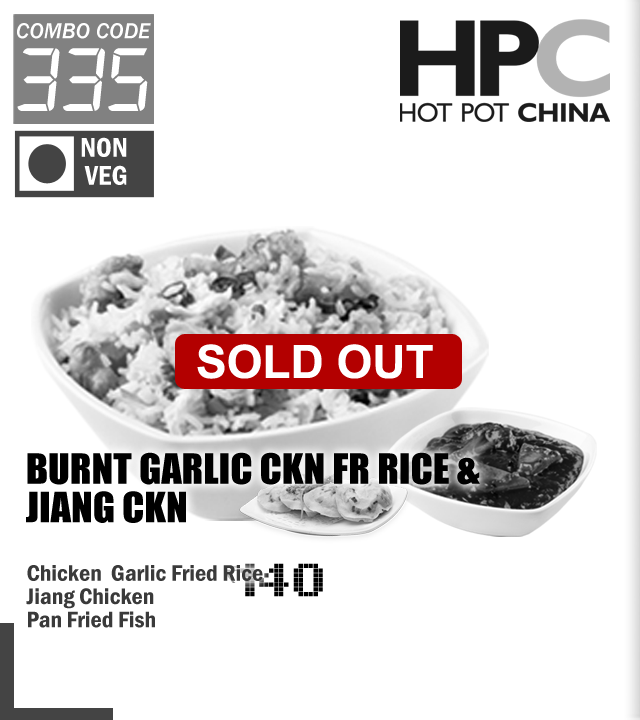 COMBO CODE
335
NON
VEG
HPC
HOT POT CHINA
SOLD OUT
BURNT GARLIC CKN FR RICE &
JIANG CKN
Chicken Garlic Fried Rice
140
Jiang Chicken
Pan Fried Fish